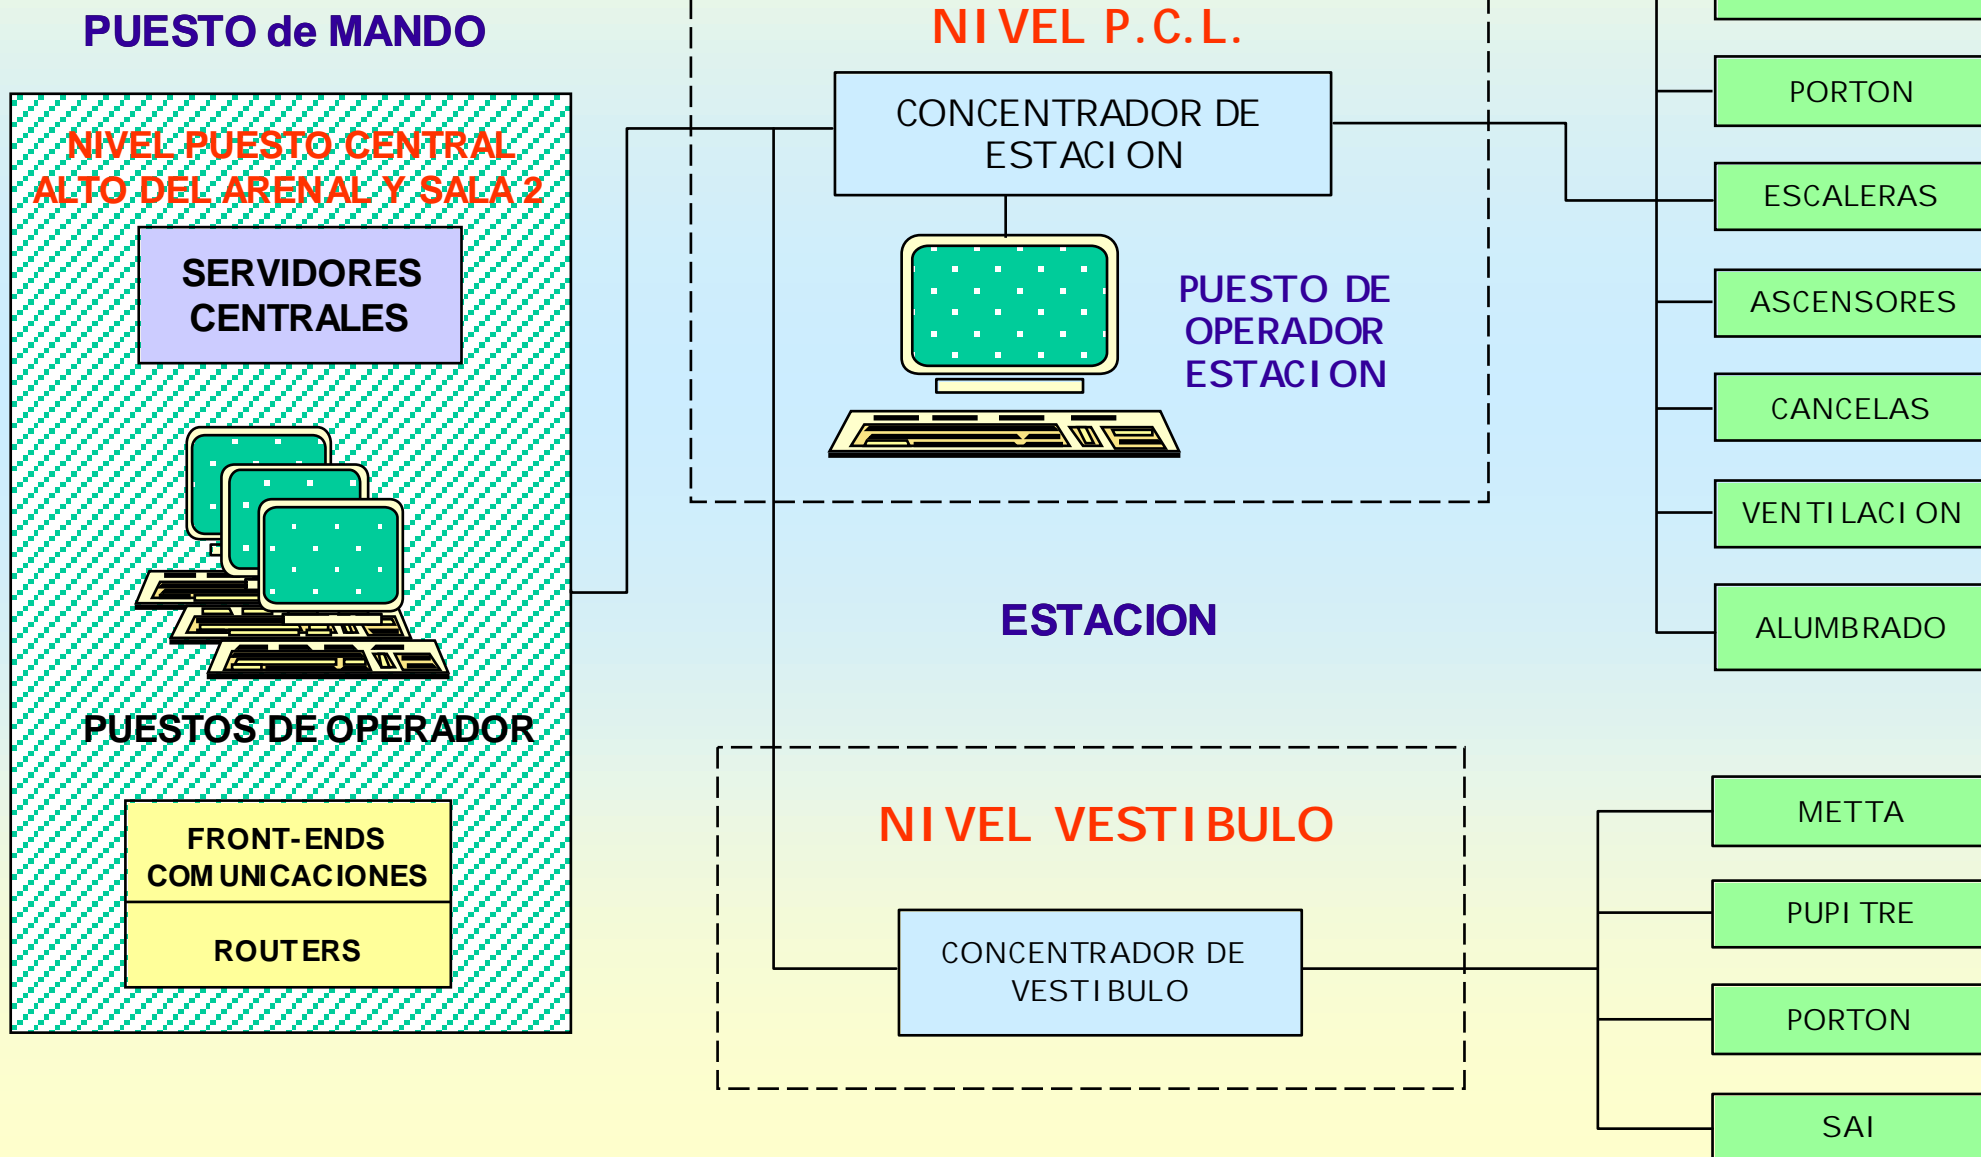 PUESTO de MANDO
NIVEL PUESTO CENTRAL
ALTO DEL ARENAL Y SALA 2
SERVIDORES
CENTRALES
PUESTOS DE OPERADOR
FRONT-ENDS
COMUNICACIONES
ROUTERS
NIVEL P.C.L.
CONCENTRADOR DE
ESTACION
PUESTO DE
OPERADOR
ESTACION
ESTACION
NIVEL VESTIBULO
CONCENTRADOR DE
VESTIBULO
PORTON
ESCALERAS
ASCENSORES
CANCELAS
VENTILACION
ALUMBRADO
METTA
PUPITRE
PORTON
SAI